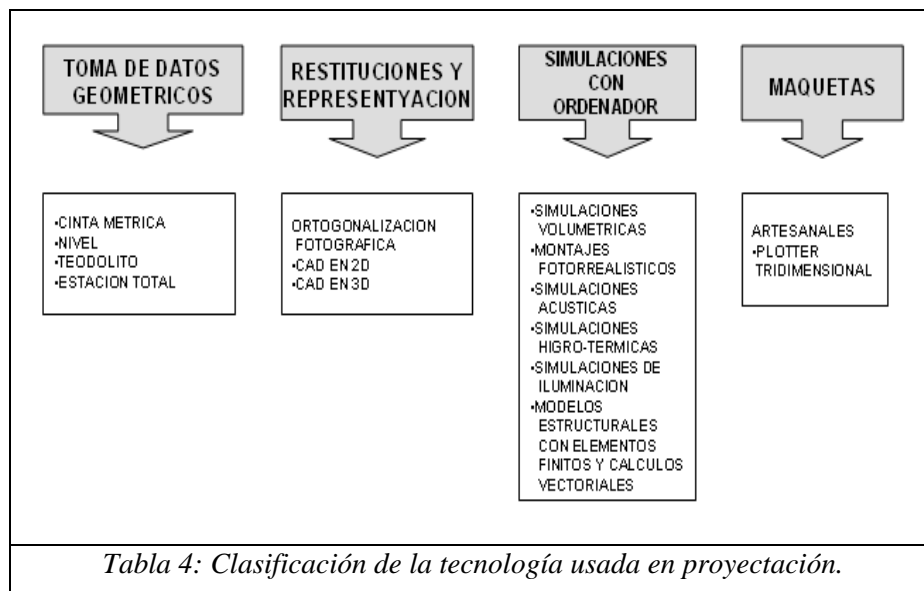 TOMA DE DATOS
GEOMETRICOS
RESTITUCIONES Y
REPRESENTYACION
SIMULACIONES
CON
ORDENADOR
MAQUETAS
•CINTA METRICA
•NIVEL
•TEODOLITO
•ESTACION TOTAL
ORTOGONALIZACION
FOTOGRAFICA
•CAD EN 2D
•CAD EN 3D
•SIMULACIONES
VOLUMETRICAS
•MONTAJES
FOTORREALISTICOS
•SIMULACIONES
ACUSTICAS
•SIMULACIONES
HIGRO-TERMICAS
•SIMULACIONES DE
ILUMINACION
•MODELOS
ESTRUCTURALES
CON ELEMENTOS
FINITOS Y CALCULOS
VECTORIALES
ARTESANALES
•PLOTTER
TRIDIMENSIONAL
Tabla 4: Clasificación de la tecnología usada en proyectación.